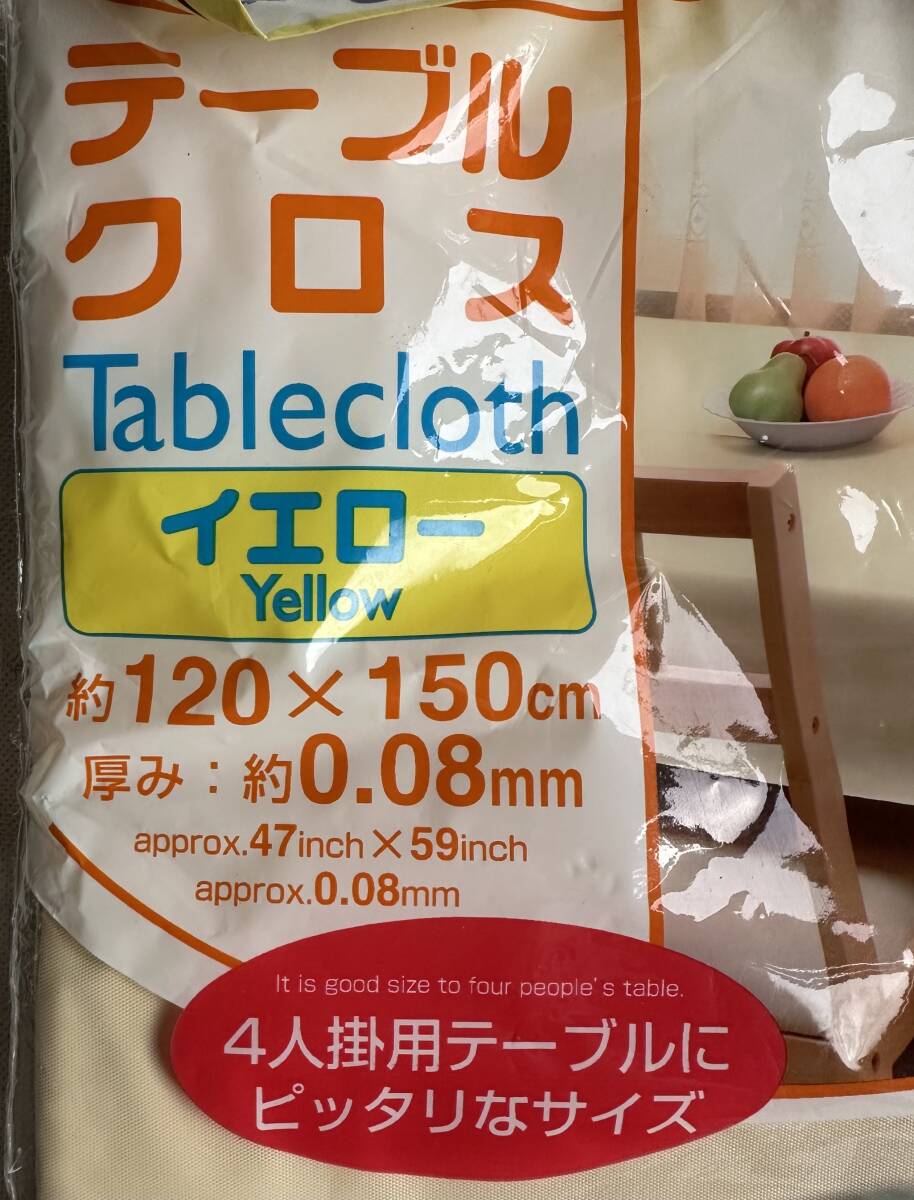 テーブル
クロス
Tablecloth
イエロー
Yellow
約120×150cm
厚み：約0.08mm
approx.47inch×59inch
approx.0.08mm
It is good size to four people's table.
4人掛用テーブルに
ピッタリなサイズ